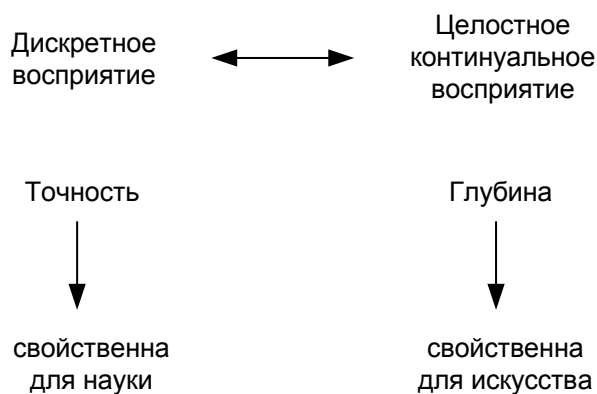 Дискретное
восприятие
Целостное
континуальное
восприятие
Точность
Глубина
свойственна
для науки
свойственна
для искусства